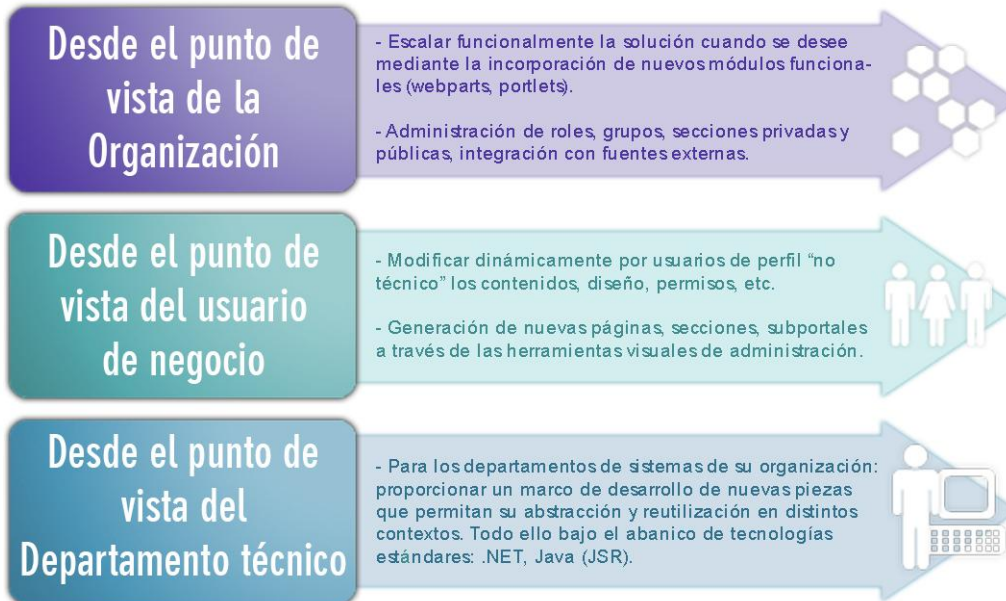 Desde el punto de
vista de la
Organización
- Escalar funcionalmente la solución cuando se desee
mediante la incorporación de nuevos módulos funciona-
les (webparts, portlets).
- Administración de roles, grupos, secciones privadas y
públicas, integración con fuentes externas.
Desde el punto de
vista del usuario
de negocio
- Modificar dinámicamente por usuarios de perfil “no
técnico” los contenidos, diseño, permisos, etc.
- Generación de nuevas páginas, secciones, subportales
a través de las herramientas visuales de administración.
Desde el punto de
vista del
Departamento técnico
- Para los departamentos de sistemas de su organización:
proporcionar un marco de desarrollo de nuevas piezas
que permitan su abstracción y reutilización en distintos
contextos. Todo ello bajo el abanico de tecnologías
estándares: .NET, Java (JSR).